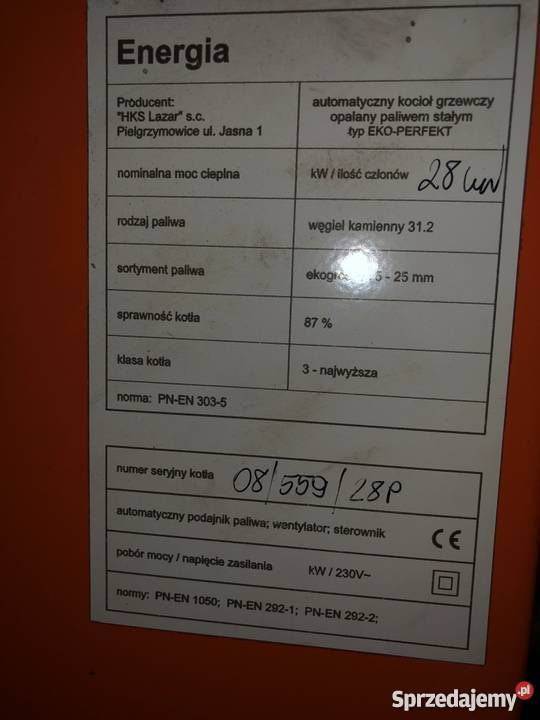 Energia
Producent:
"HKS Lazar" s.c.
Pielgrzymowice ul. Jasna 1
automatyczny kocioł grzewczy
opalany paliwem stałym
typ EKO-PERFEKT
nominalna moc cieplna
kW / ilość członów 28 kW
rodzaj paliwa
węgiel kamienny 31.2
sortyment paliwa
5 - 25 mm
sprawność kotła
87 %
klasa kotła
3 - najwyższa
norma: PN-EN 303-5
numer seryjny kotła 08/559/28P
automatyczny podajnik paliwa; wentylator; sterownik
CE
pobór mocy / napięcie zasilania
kW / 230V~
normy: PN-EN 1050; PN-EN 292-1; PN-EN 292-2;
Sprzedajemy.pl